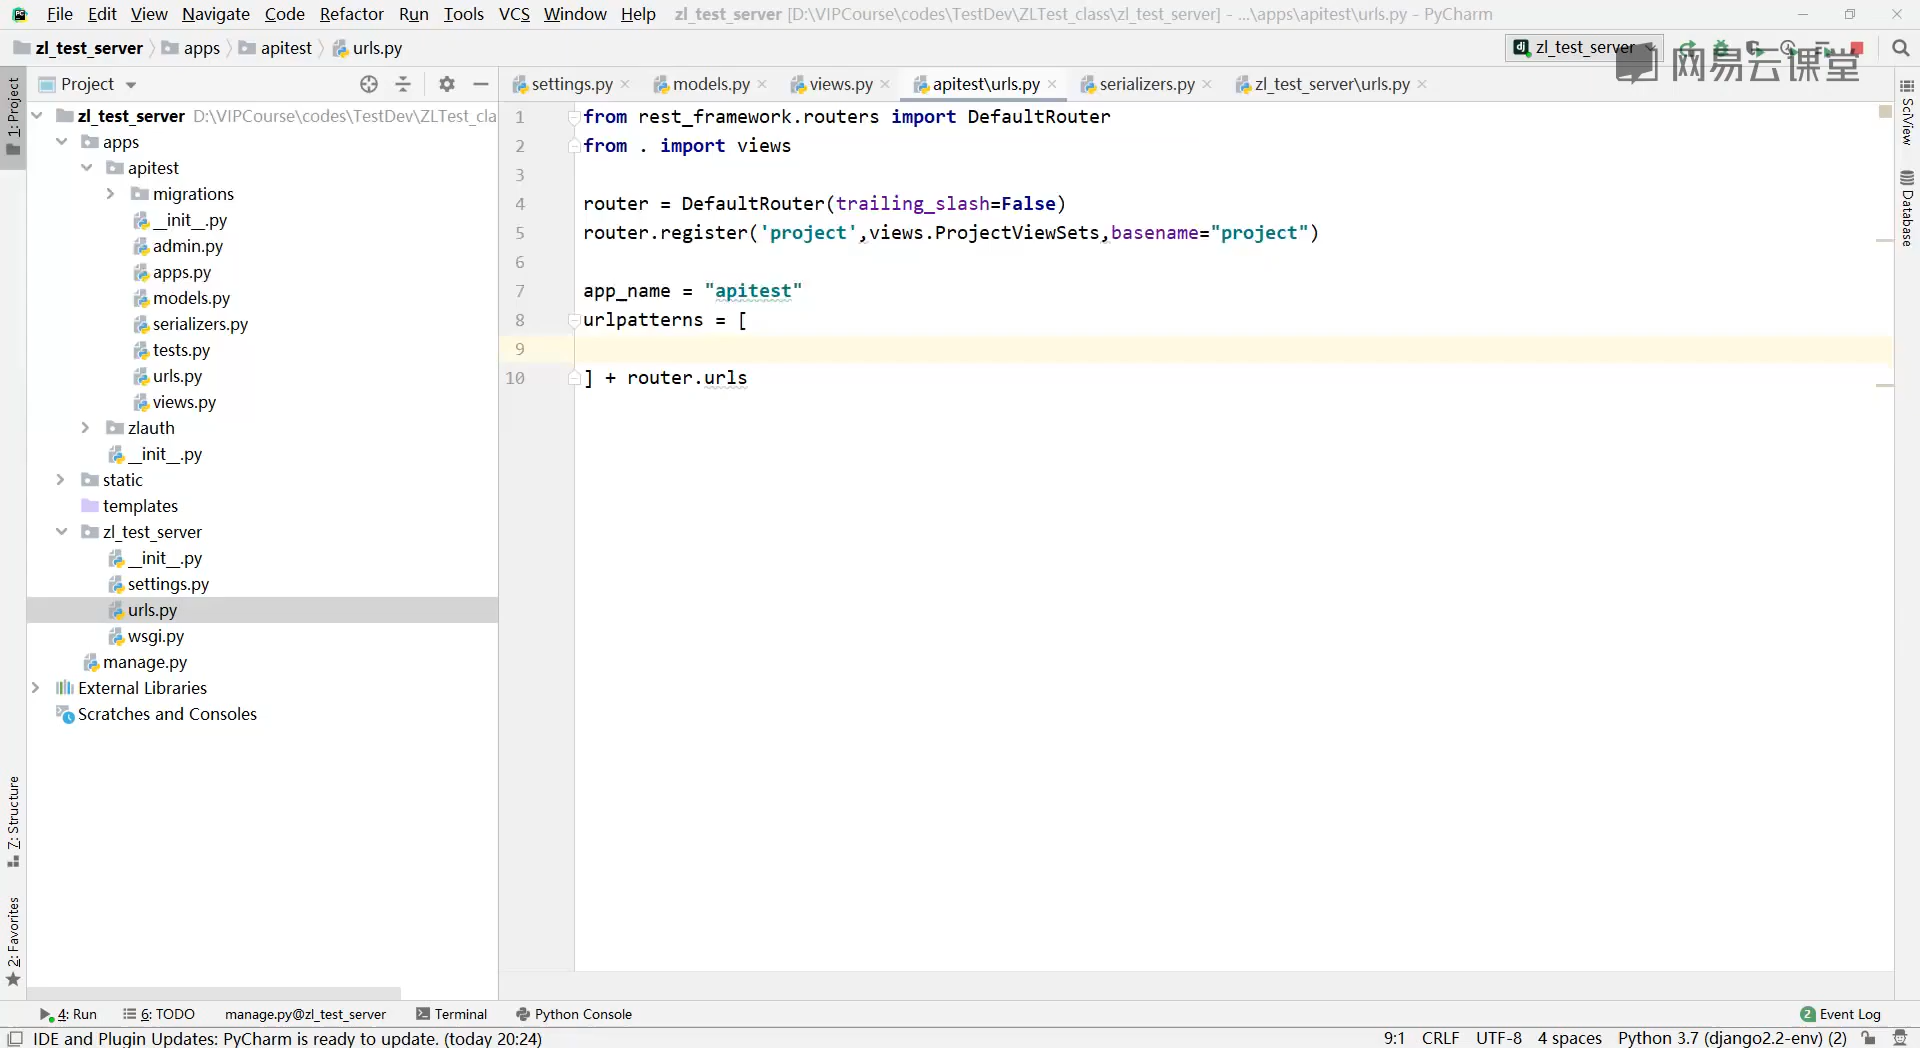 File Edit View Navigate Code Refactor Run Tools VCS Window Help zl_test_server [D:\VIPCourse\codes\TestDev\ZLTest_class\zl_test_server] - ...\apps\apitest\urls.py - PyCharm
zl_test_server apps apitest urls.py
zl_test_server
网易云课堂
1: Project
Project
settings.py models.py views.py apitest\urls.py serializers.py zl_test_server\urls.py
zl_test_server D:\VIPCourse\codes\TestDev\ZLTest_cla
apps
apitest
migrations
__init__.py
admin.py
apps.py
models.py
serializers.py
tests.py
urls.py
views.py
zlauth
__init__.py
static
templates
zl_test_server
__init__.py
settings.py
urls.py
wsgi.py
manage.py
External Libraries
Scratches and Consoles
1 from rest_framework.routers import DefaultRouter
2 from . import views
3
4 router = DefaultRouter(trailing_slash=False)
5 router.register('project',views.ProjectViewSets,basename="project")
6
7 app_name = "apitest"
8 urlpatterns = [
9
10 ] + router.urls
SciView
Database
7: Structure
2: Favorites
4: Run 6: TODO manage.py@zl_test_server Terminal Python Console 2 Event Log
IDE and Plugin Updates: PyCharm is ready to update. (today 20:24) 9:1 CRLF UTF-8 4 spaces Python 3.7 (django2.2-env) (2)